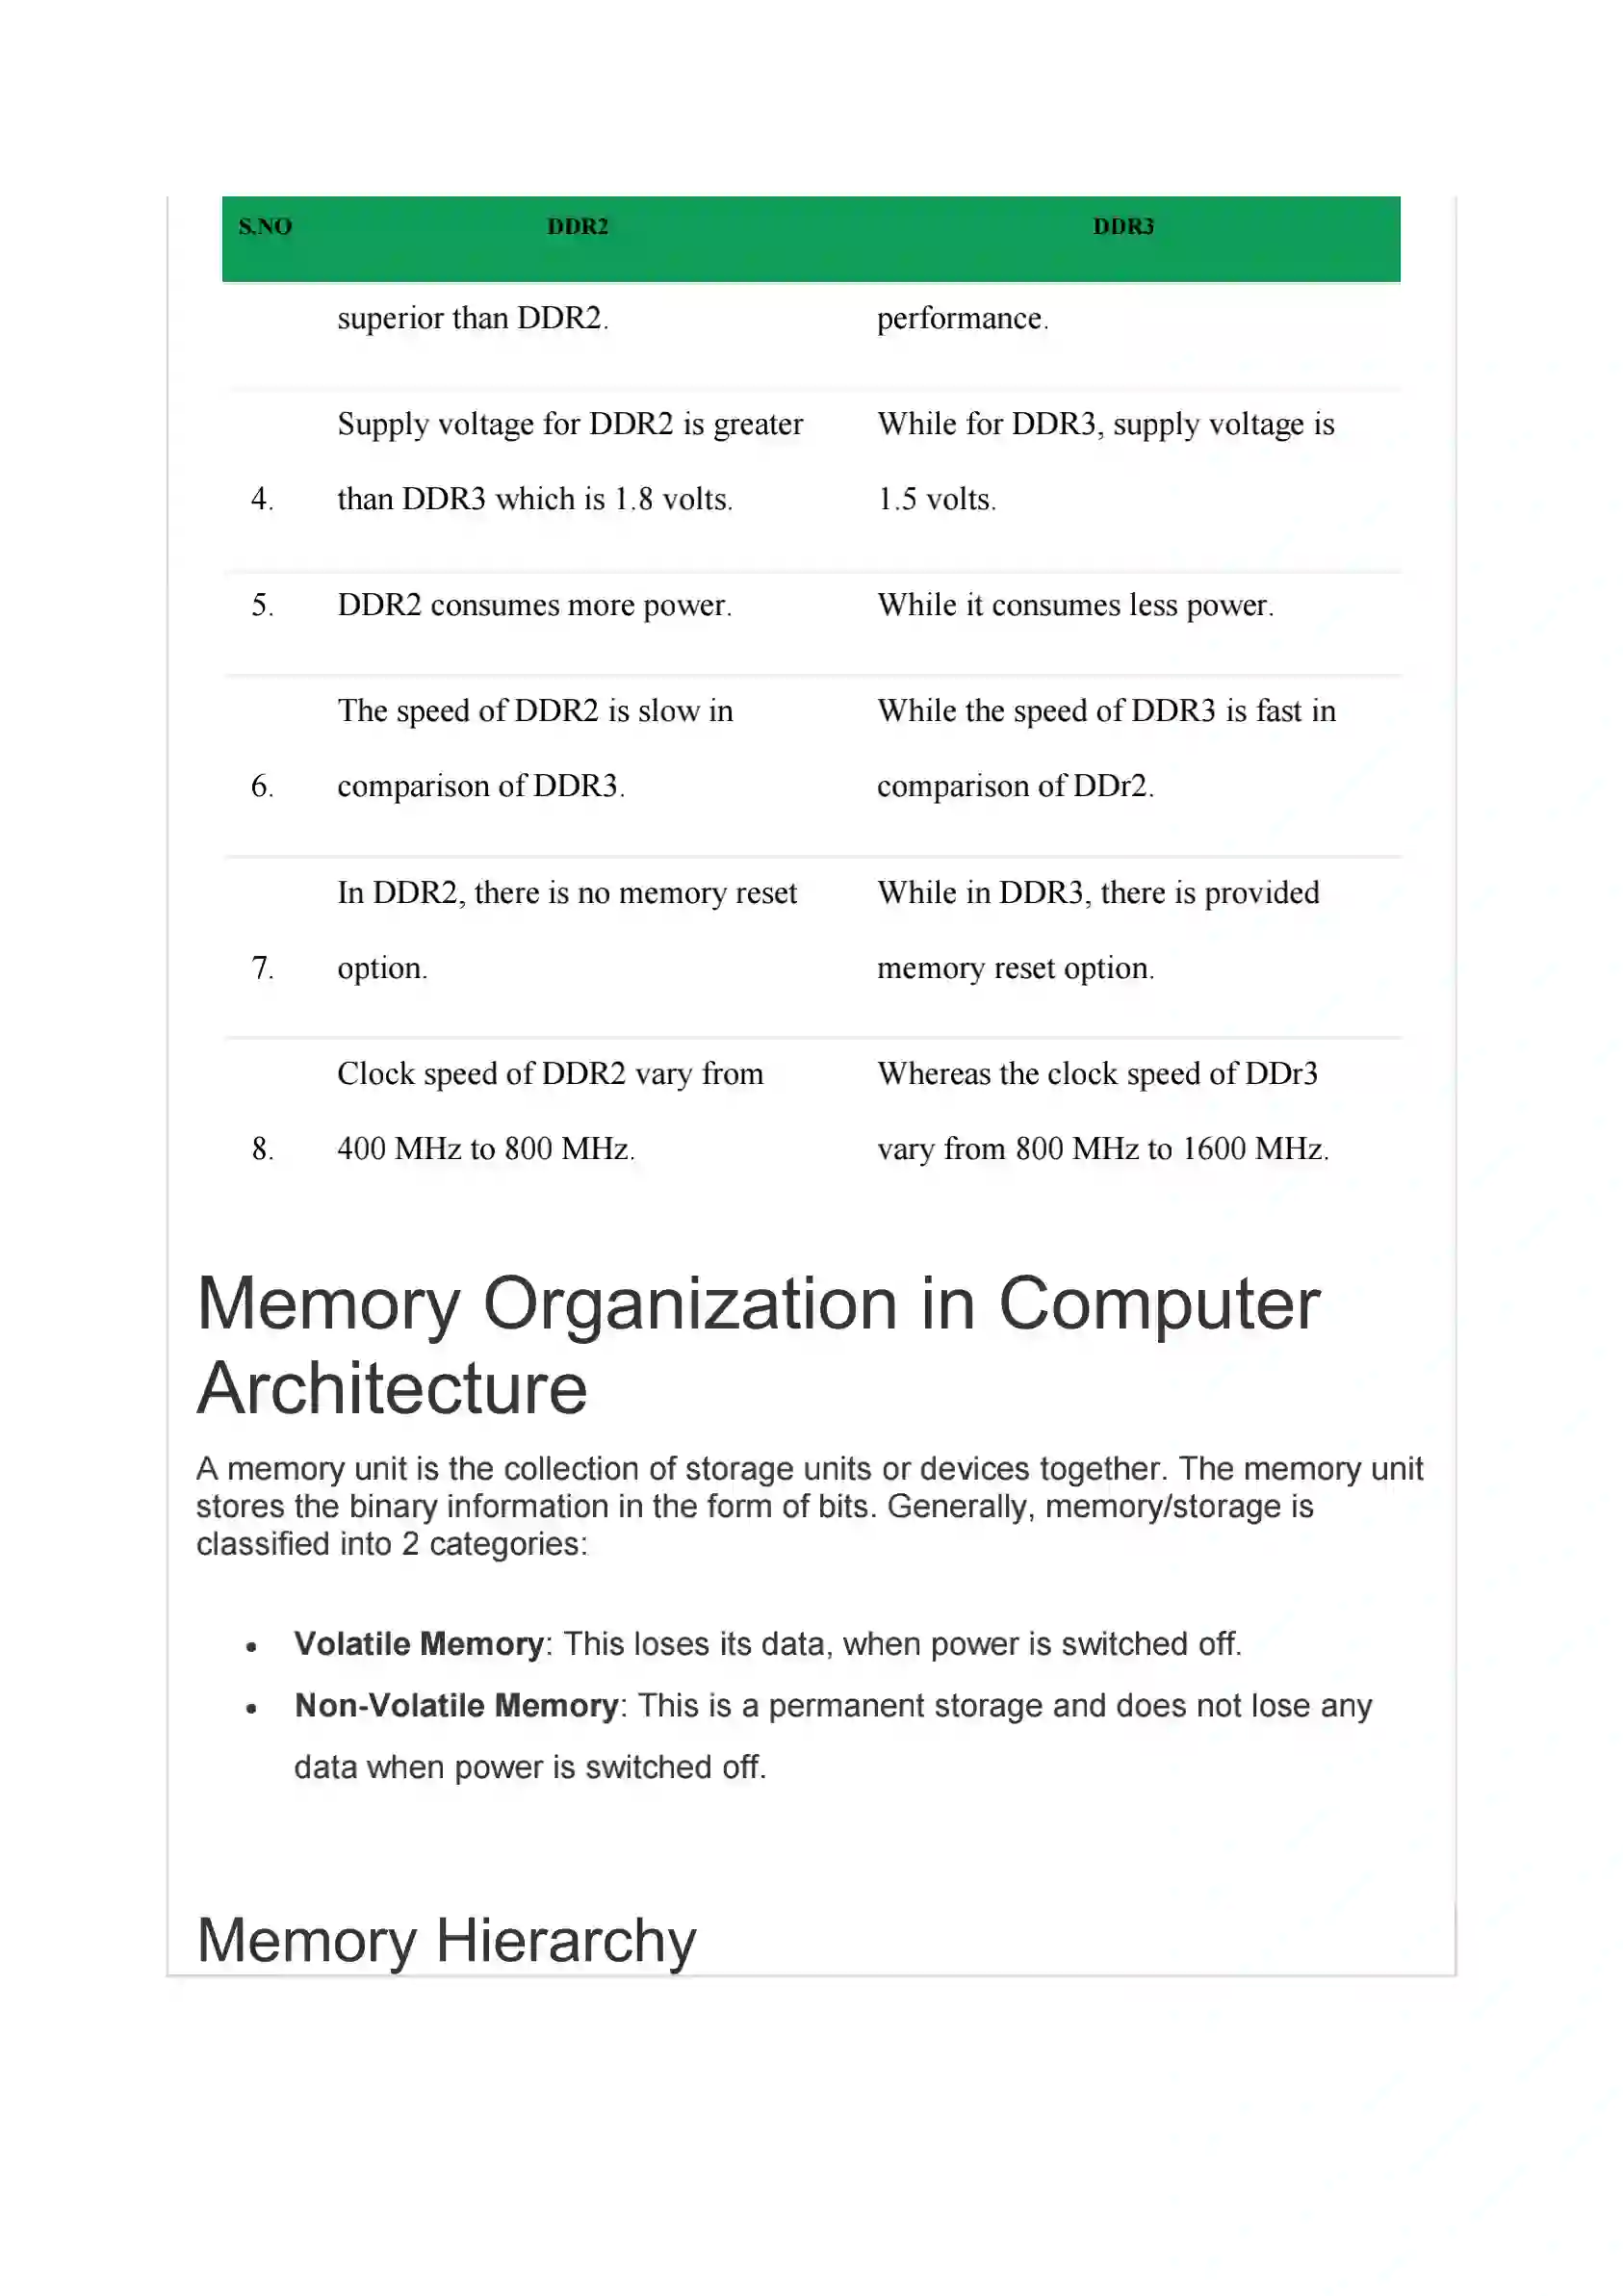 S.NO DDR2 DDR3
superior than DDR2. performance.
Supply voltage for DDR2 is greater While for DDR3, supply voltage is
4. than DDR3 which is 1.8 volts. 1.5 volts.
5. DDR2 consumes more power. While it consumes less power.
The speed of DDR2 is slow in While the speed of DDR3 is fast in
6. comparison of DDR3. comparison of DDr2.
In DDR2, there is no memory reset While in DDR3, there is provided
7. option. memory reset option.
Clock speed of DDR2 vary from Whereas the clock speed of DDr3
8. 400 MHz to 800 MHz. vary from 800 MHz to 1600 MHz.
Memory Organization in Computer
Architecture
A memory unit is the collection of storage units or devices together. The memory unit
stores the binary information in the form of bits. Generally, memory/storage is
classified into 2 categories:
• Volatile Memory: This loses its data, when power is switched off.
• Non-Volatile Memory: This is a permanent storage and does not lose any
data when power is switched off.
Memory Hierarchy